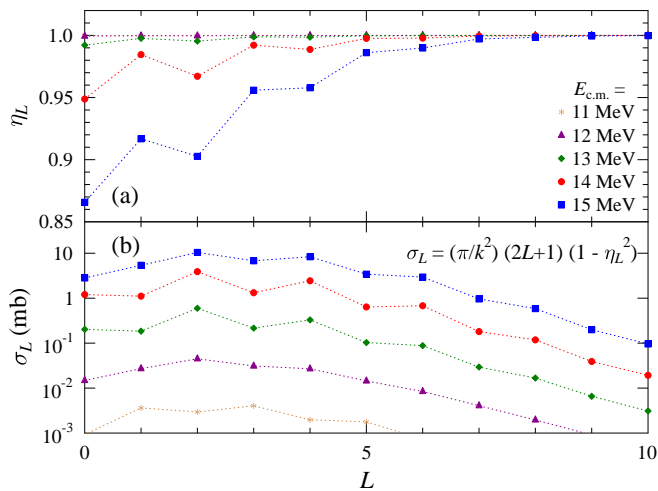 1.0
0.95
0.9
0.85
η_L
(a)
E_c.m. =
11 MeV
12 MeV
13 MeV
14 MeV
15 MeV
(b)
σ_L = (π/k²) (2L+1) (1 - η_L²)
10
1
10⁻¹
10⁻²
10⁻³
σ_L (mb)
0 5 10
L